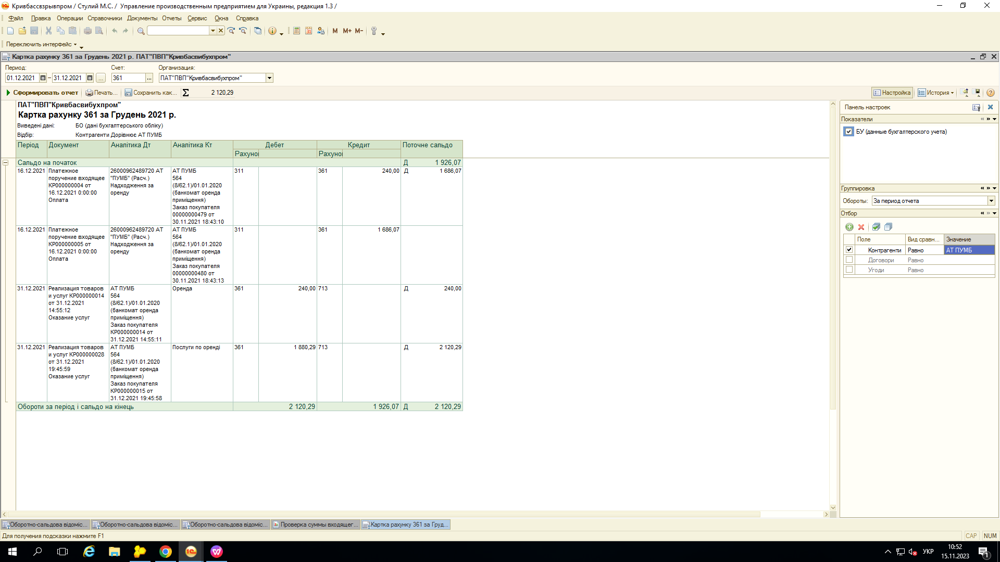 Кривбассвзрывпром / Стулий М.С. / Управление производственным предприятием для Украины, редакция 1.3 /
Файл Правка Операции Справочники Документы Отчеты Сервис Окна Справка
M M+ M-
Переключить интерфейс
Картка рахунку 361 за Грудень 2021 р. ПАТ"ПВП"Кривбасвибухпром"
Период: Счет: Организация:
01.12.2021 – 31.12.2021 ... 361 ... ПАТ"ПВП"Кривбасвибухпром"
Сформировать отчет Печать... Сохранить как... Σ 2 120,29 Настройка История
ПАТ"ПВП"Кривбасвибухпром"
Картка рахунку 361 за Грудень 2021 р.
Виведені дані: БО (дані бухгалтерського обліку)
Відбір: Контрагенти Дорівнює АТ ПУМБ
Період Документ Аналітика Дт Аналітика Кт Дебет Кредит Поточне сальдо
Рахуно Рахуно
Сальдо на початок Д 1 926,07
16.12.2021 Платежное 26000962489720 АТ АТ ПУМБ 311 361 240,00 Д 1 686,07
поручение входящее "ПУМБ" (Расч.) 564
КР000000004 от Надходження за (8/62.1)/01.01.2020
16.12.2021 0:00:00 оренду (банкомат оренда
Оплата приміщення)
Заказ покупателя
00000000479 от
30.11.2021 18:43:10
16.12.2021 Платежное 26000962489720 АТ АТ ПУМБ 311 361 1 686,07
поручение входящее "ПУМБ" (Расч.) 564
КР000000005 от Надходження за (8/62.1)/01.01.2020
16.12.2021 0:00:00 оренду (банкомат оренда
Оплата приміщення)
Заказ покупателя
00000000480 от
30.11.2021 18:43:13
31.12.2021 Реализация товаров АТ ПУМБ Оренда 361 240,00 713 Д 240,00
и услуг КР000000014 564
от 31.12.2021 (8/62.1)/01.01.2020
14:55:12 (банкомат оренда
Оказание услуг приміщення)
Заказ покупателя
КР000000014 от
31.12.2021 14:55:11
31.12.2021 Реализация товаров АТ ПУМБ Послуги по оренді 361 1 880,29 713 Д 2 120,29
и услуг КР000000028 564
от 31.12.2021 (8/62.1)/01.01.2020
19:45:59 (банкомат оренда
Оказание услуг приміщення)
Заказ покупателя
КР000000015 от
31.12.2021 19:45:58
Обороти за період і сальдо на кінець 2 120,29 1 926,07 Д 2 120,29
Панель настроек
Показатели
БУ (данные бухгалтерского учета)
Группировка
Обороты: За период отчета
Отбор
Поле Вид сравн... Значение
Контрагенти Равно АТ ПУМБ
Договори Равно
Угоди Равно
Оборотно-сальдова відоміс... Оборотно-сальдова відоміс... Оборотно-сальдова відоміс... Проверка суммы входящег... Картка рахунку 361 за Груд...
Для получения подсказки нажмите F1 CAP NUM
УКР 10:52
15.11.2023 1